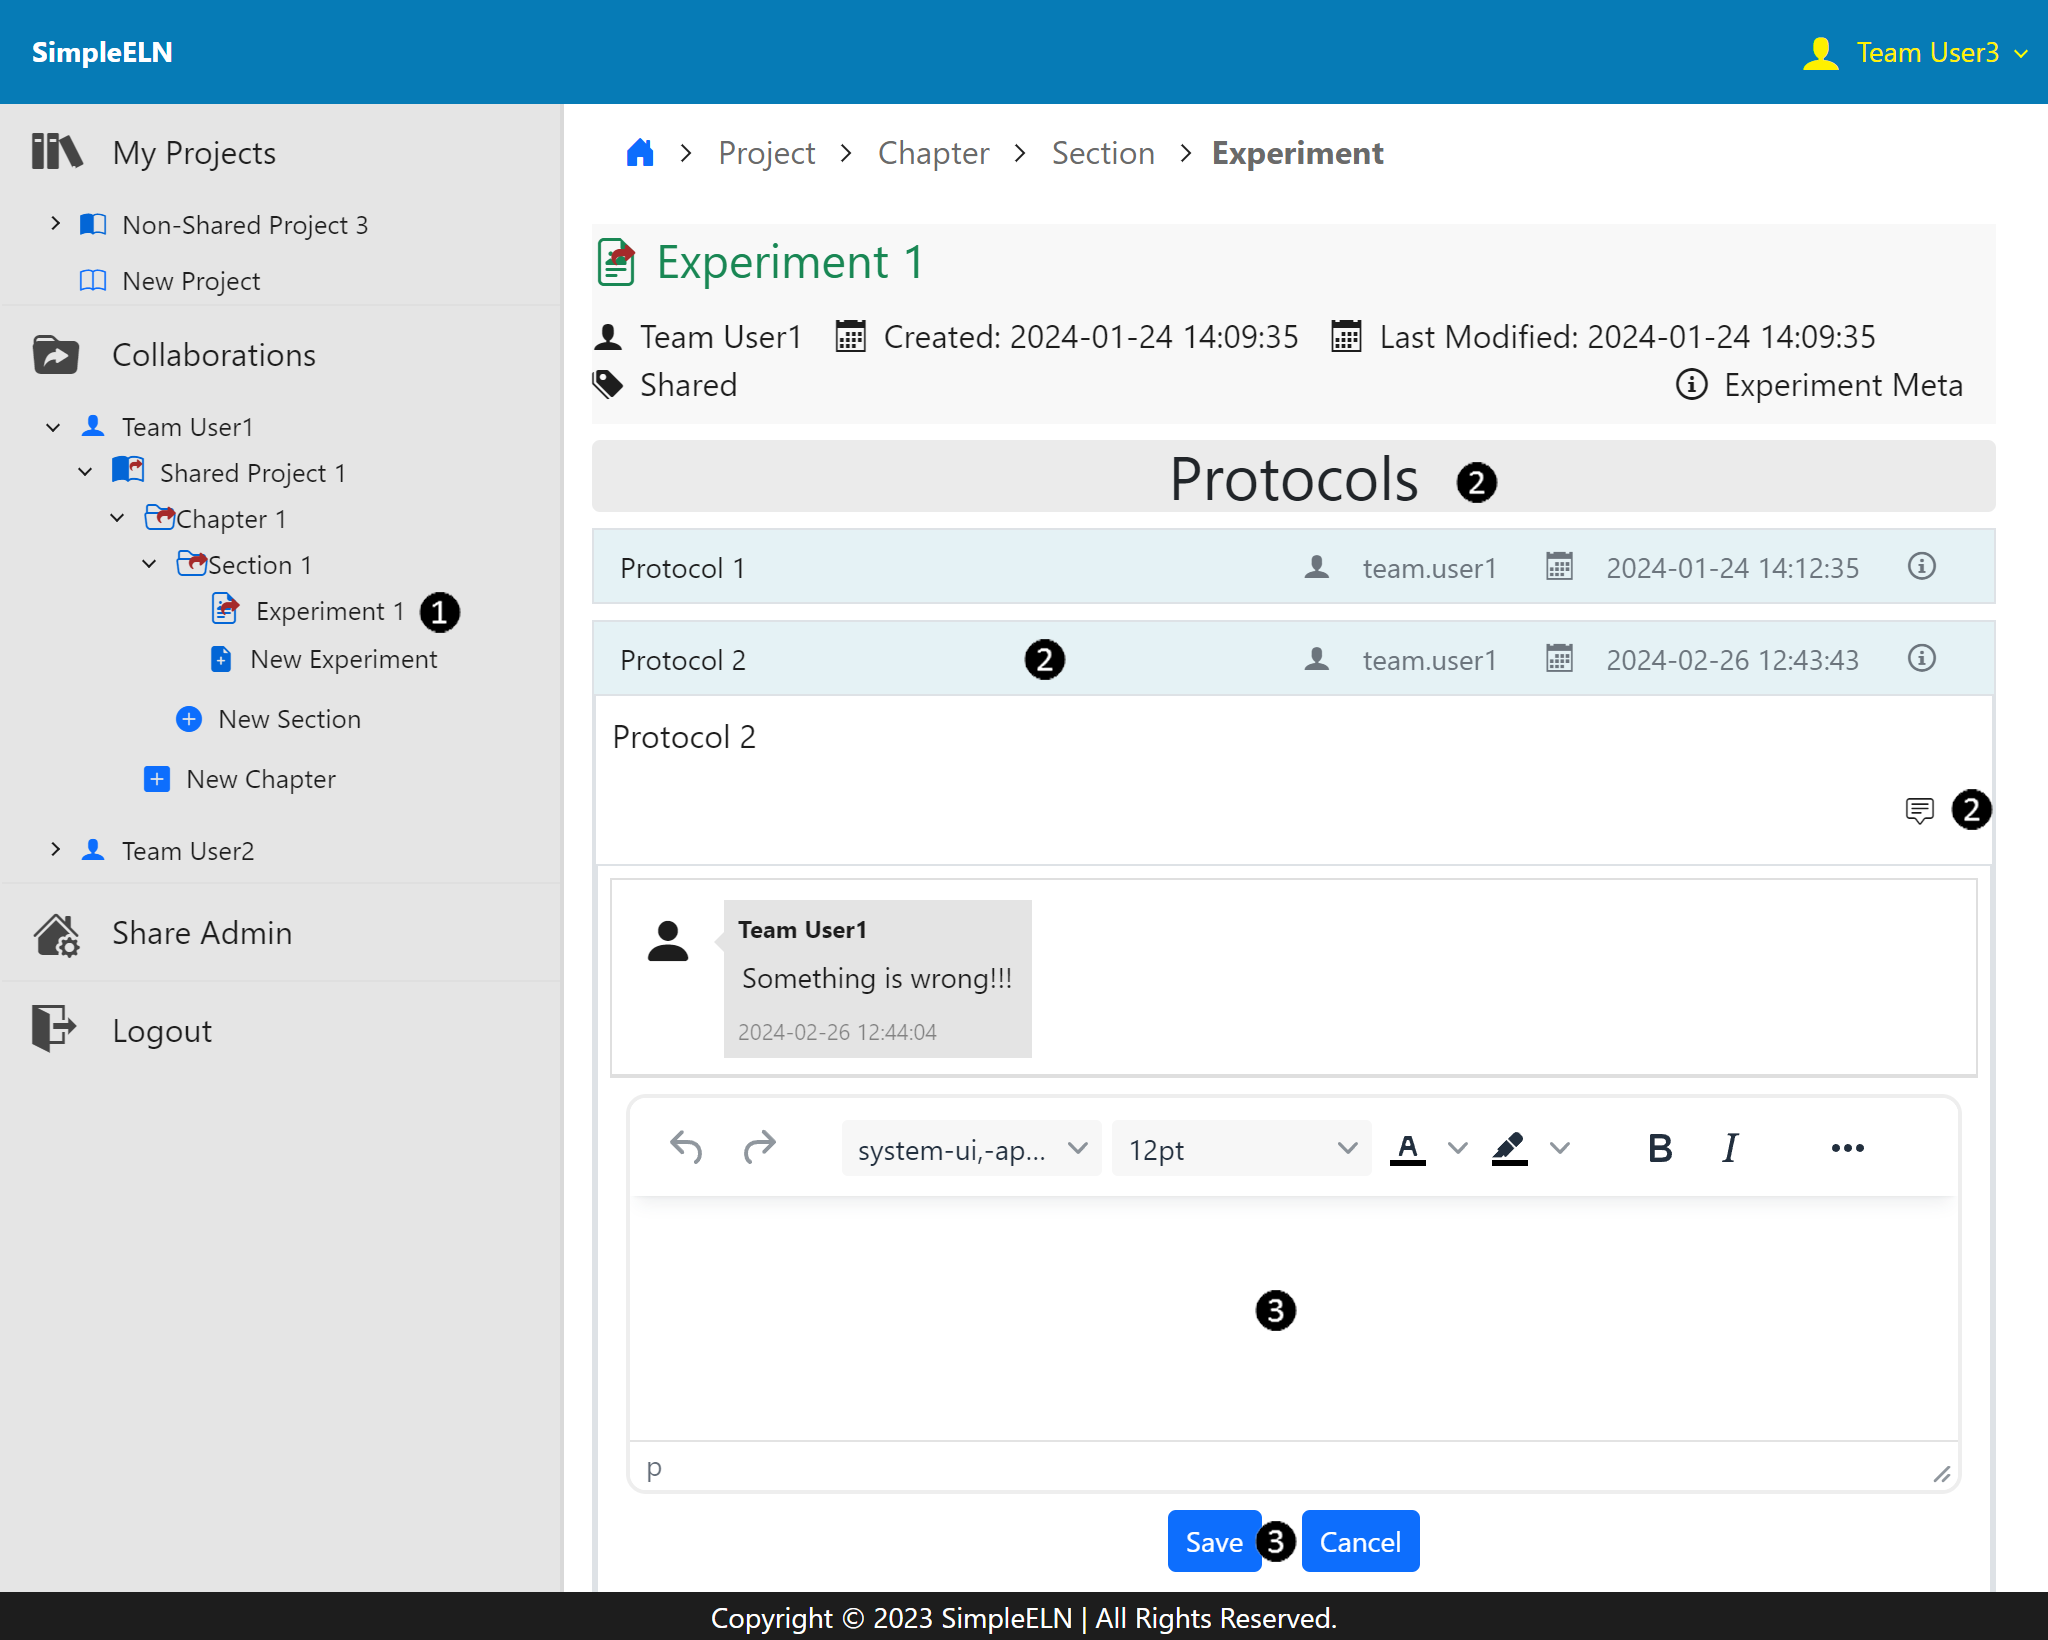 SimpleELN
Team User3
My Projects
Non-Shared Project 3
New Project
Collaborations
Team User1
Shared Project 1
Chapter 1
Section 1
Experiment 1 1
New Experiment
New Section
New Chapter
Team User2
Share Admin
Logout
Project > Chapter > Section > Experiment
Experiment 1
Team User1 Created: 2024-01-24 14:09:35 Last Modified: 2024-01-24 14:09:35
Shared Experiment Meta
Protocols 2
Protocol 1 team.user1 2024-01-24 14:12:35
Protocol 2 2 team.user1 2024-02-26 12:43:43
Protocol 2
2
Team User1
Something is wrong!!!
2024-02-26 12:44:04
system-ui,-ap... 12pt A B I
3
p
Save 3 Cancel
Copyright © 2023 SimpleELN | All Rights Reserved.